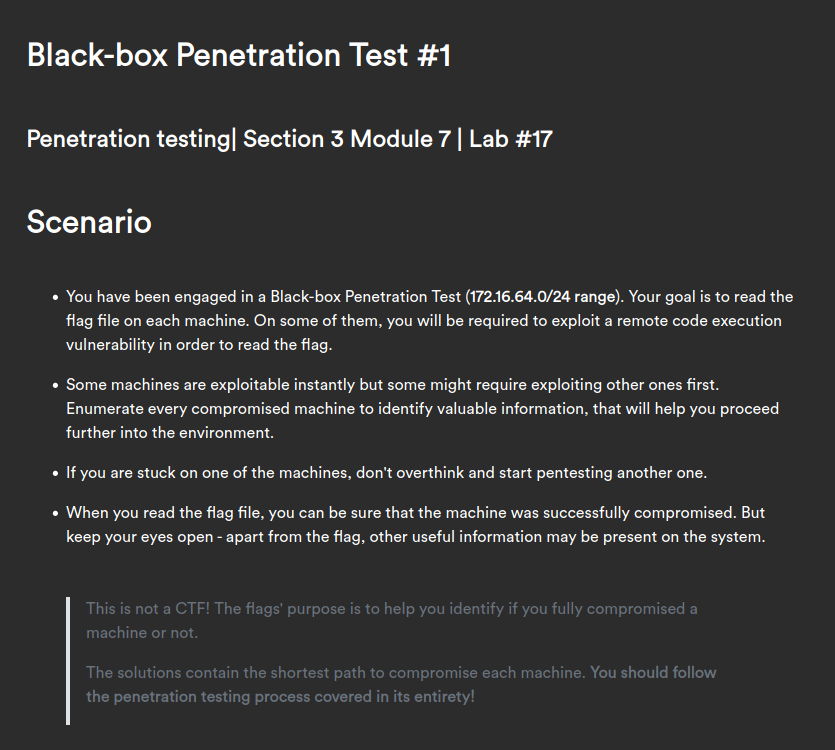 Black-box Penetration Test #1
Penetration testing| Section 3 Module 7 | Lab #17
Scenario
• You have been engaged in a Black-box Penetration Test (172.16.64.0/24 range). Your goal is to read the
flag file on each machine. On some of them, you will be required to exploit a remote code execution
vulnerability in order to read the flag.
• Some machines are exploitable instantly but some might require exploiting other ones first.
Enumerate every compromised machine to identify valuable information, that will help you proceed
further into the environment.
• If you are stuck on one of the machines, don't overthink and start pentesting another one.
• When you read the flag file, you can be sure that the machine was successfully compromised. But
keep your eyes open - apart from the flag, other useful information may be present on the system.
This is not a CTF! The flags' purpose is to help you identify if you fully compromised a
machine or not.
The solutions contain the shortest path to compromise each machine. You should follow
the penetration testing process covered in its entirety!